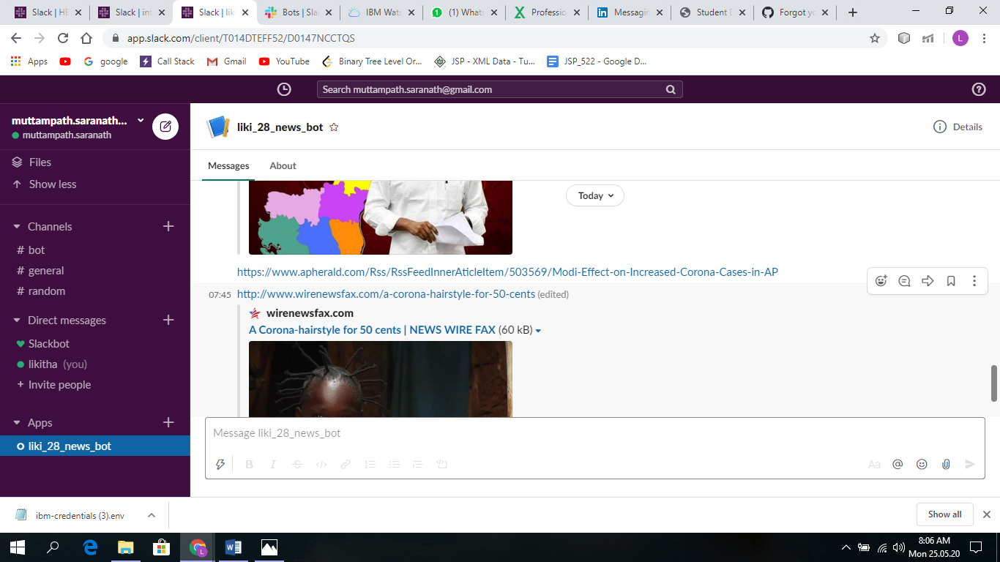 Slack | HE
Slack | int
Slack | lik
Bots | Sla
IBM Wats
(1) Whats
Professio
Messagin
Student D
Forgot yo
app.slack.com/client/T014DTEFF52/D0147NCCTQS
L
Apps
google
Call Stack
Gmail
YouTube
Binary Tree Level Or...
JSP - XML Data - Tu...
JSP_522 - Google D...
Search muttampath.saranath@gmail.com
muttampath.saranath...
muttampath.saranath
Files
Show less
Channels
# bot
# general
# random
Direct messages
Slackbot
likitha (you)
+ Invite people
Apps
liki_28_news_bot
liki_28_news_bot
Details
Messages About
Today
https://www.apherald.com/Rss/RssFeedInnerAticleItem/503569/Modi-Effect-on-Increased-Corona-Cases-in-AP
07:45 http://www.wirenewsfax.com/a-corona-hairstyle-for-50-cents (edited)
wirenewsfax.com
A Corona-hairstyle for 50 cents | NEWS WIRE FAX (60 kB)
Message liki_28_news_bot
B I S </> Aa @
ibm-credentials (3).env
Show all
8:06 AM
Mon 25.05.20